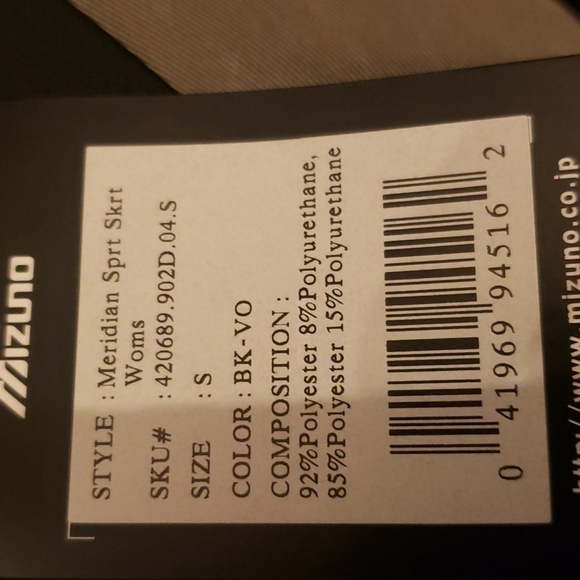 MIZUNO
STYLE : Meridian Sprt Skrt
Woms
SKU# : 420689.902D.04.S
SIZE : S
COLOR : BK-VO
COMPOSITION :
92%Polyester 8%Polyurethane,
85%Polyester 15%Polyurethane
0 41969 94516 2
http://www.mizuno.co.jp